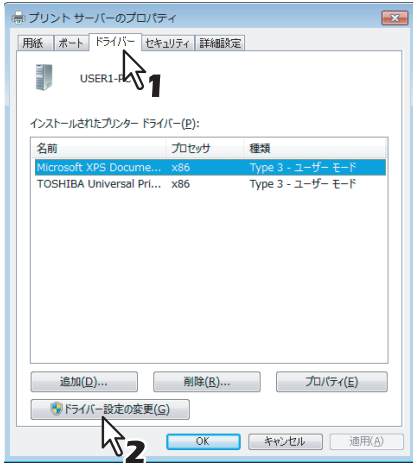 プリント サーバーのプロパティ
用紙 ポート ドライバー セキュリティ 詳細設定
USER1-PC
1
インストールされたプリンター ドライバー(P):
名前 プロセッサ 種類
Microsoft XPS Docume... x86 Type 3 - ユーザー モード
TOSHIBA Universal Pri... x86 Type 3 - ユーザー モード
追加(D)... 削除(R)... プロパティ(E)
ドライバー設定の変更(G)
2
OK キャンセル 適用(A)